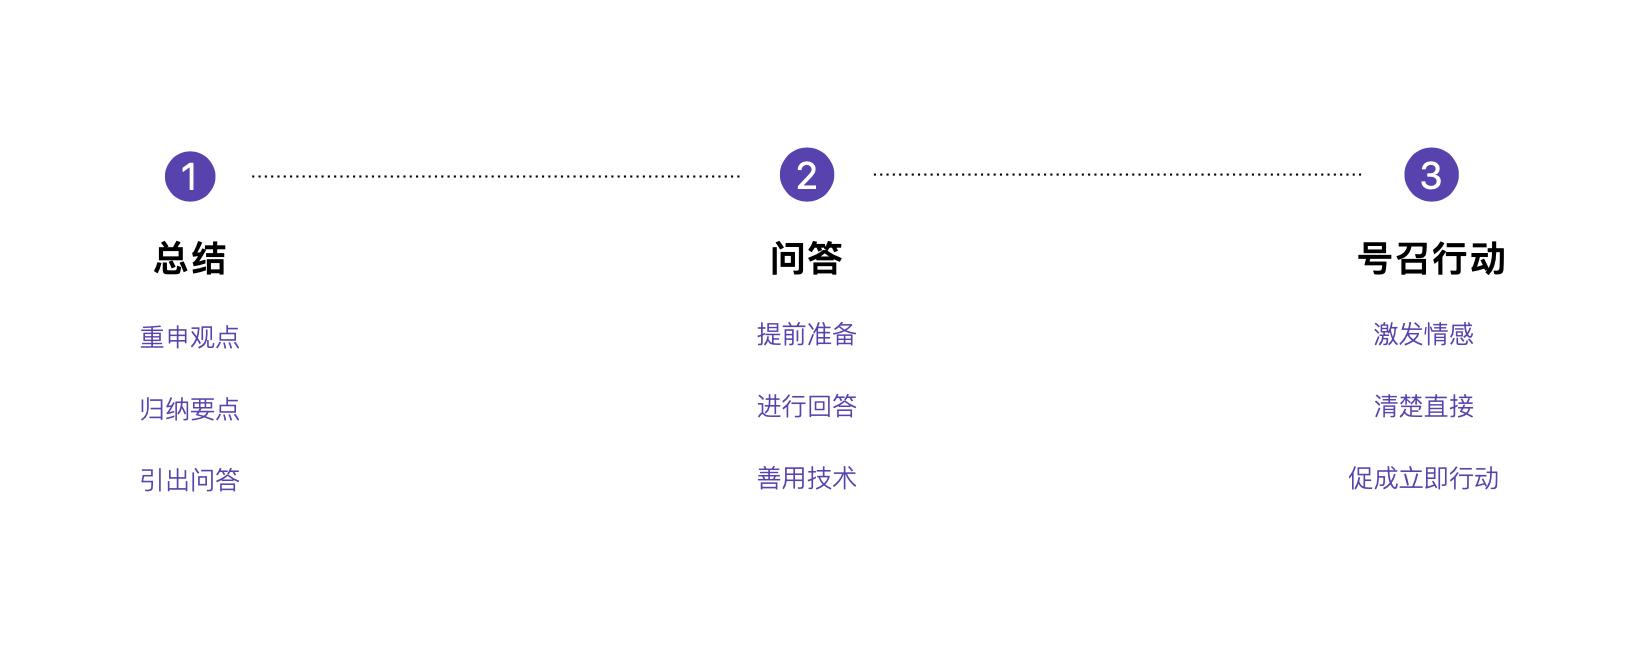 1
总结
重申观点
归纳要点
引出问答
2
问答
提前准备
进行回答
善用技术
3
号召行动
激发情感
清楚直接
促成立即行动